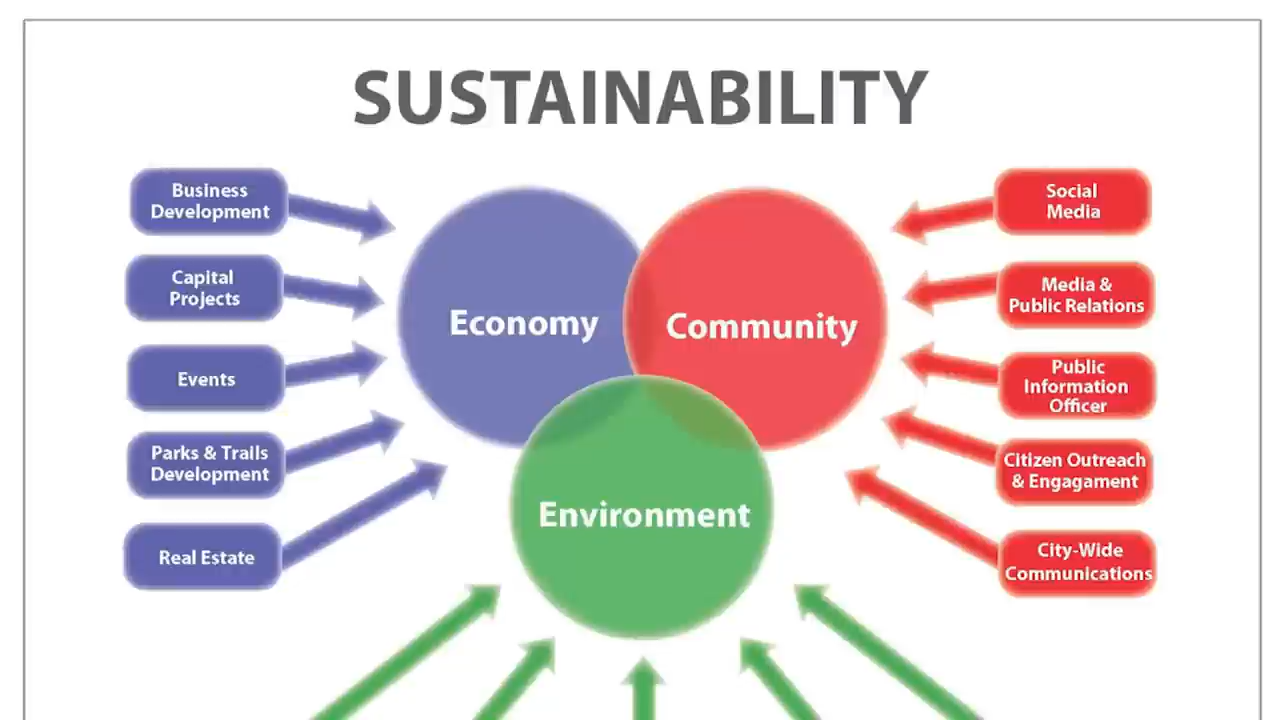 SUSTAINABILITY
Business
Development
Capital
Projects
Events
Parks & Trails
Development
Real Estate
Economy
Community
Environment
Social
Media
Media &
Public Relations
Public
Information
Officer
Citizen Outreach
& Engagament
City-Wide
Communications